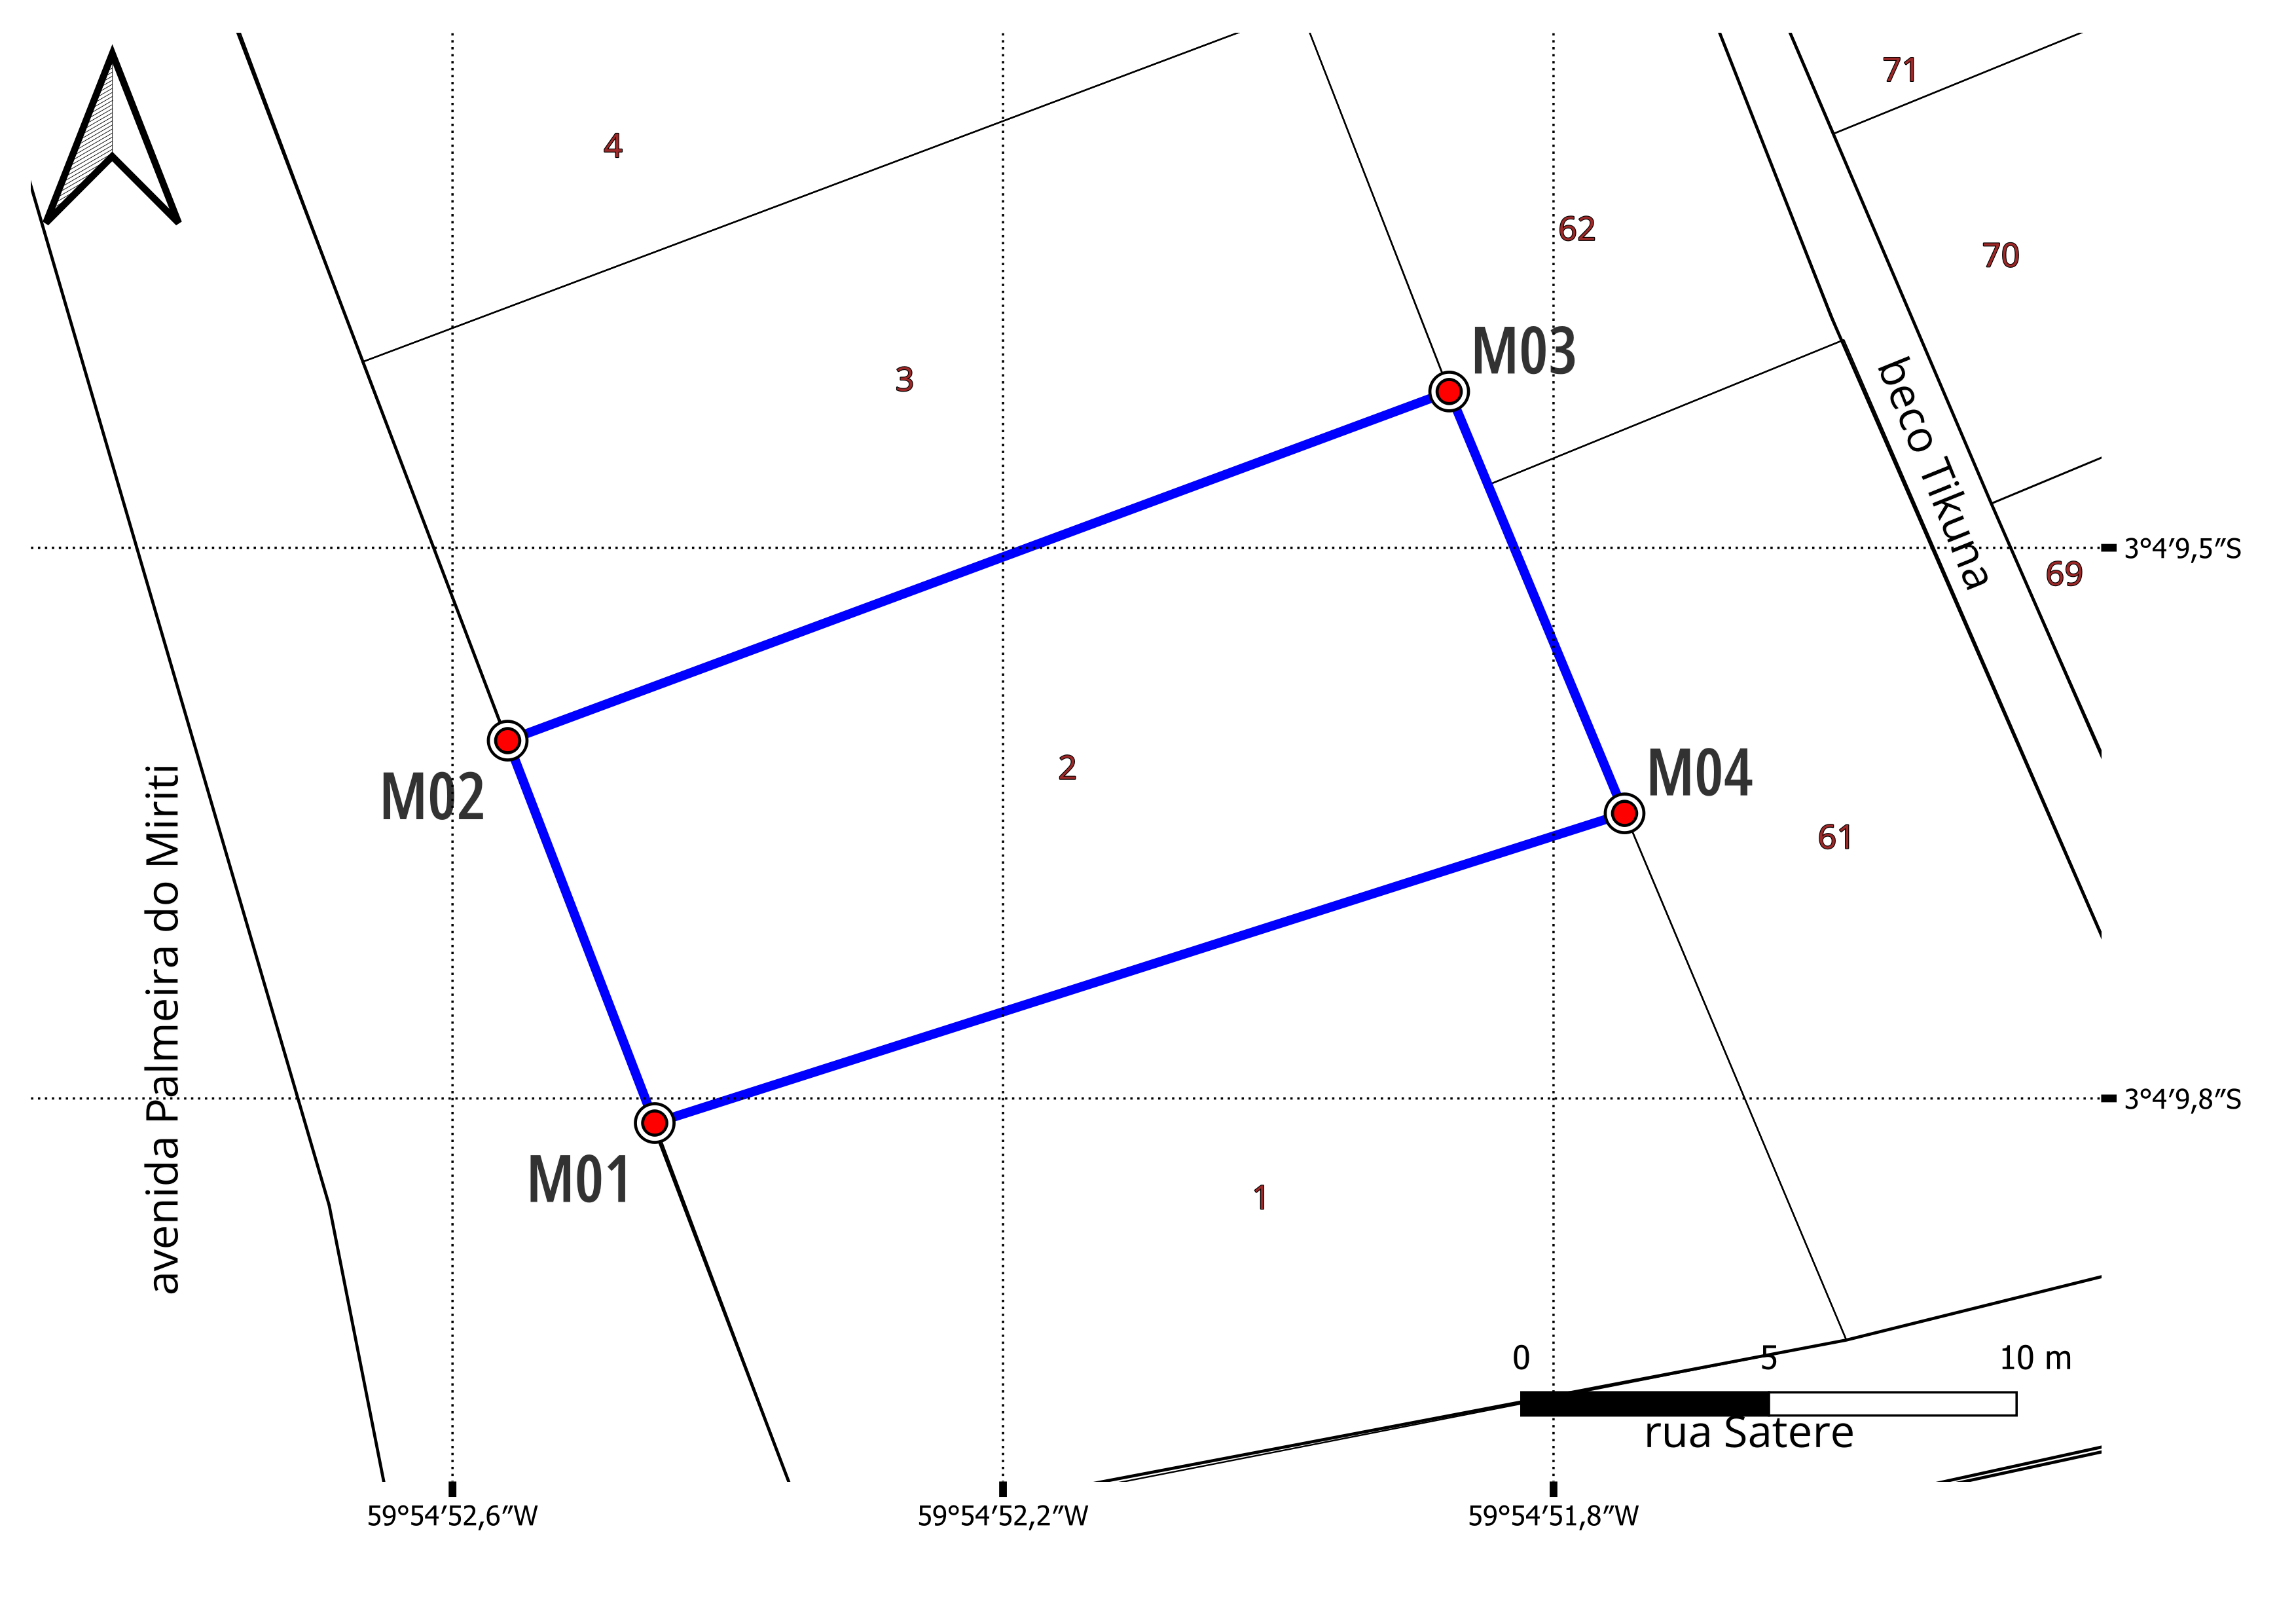 71
4
62
70
M03
3
beco Tikuna
3°4′9,5″S
69
M04
2
M02
61
avenida Palmeira do Miriti
3°4′9,8″S
M01
1
0 5 10 m
rua Satere
59°54′52,6″W 59°54′52,2″W 59°54′51,8″W